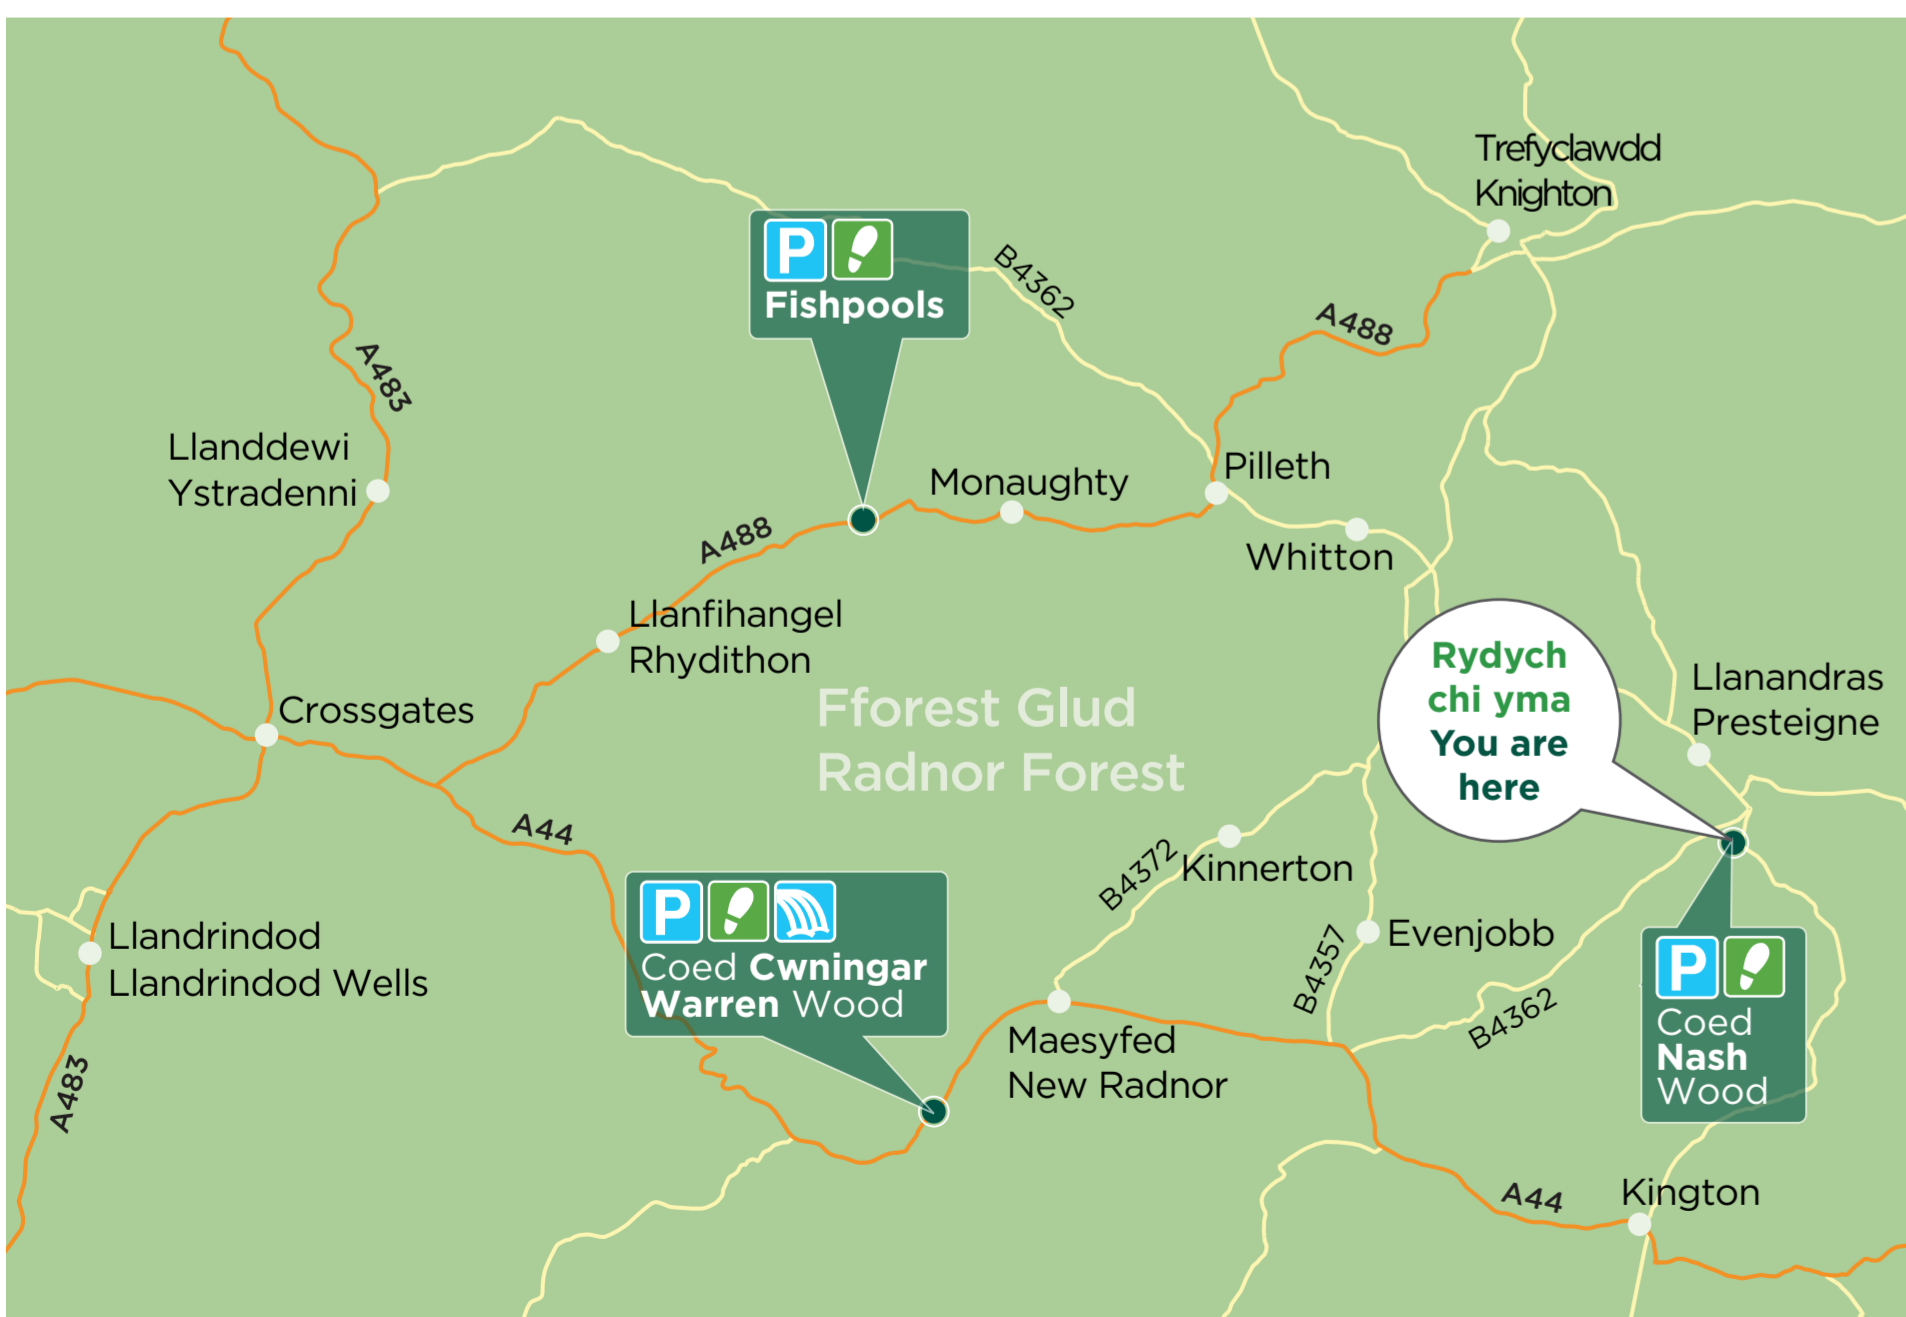 Trefyclawdd
Knighton
P
Fishpools
B4362
A488
A483
Llanddewi
Ystradenni
Monaughty
Pilleth
A488
Whitton
Llanfihangel
Rhydithon
Rydych
chi yma
You are
here
Llanandras
Presteigne
Crossgates
Fforest Glud
Radnor Forest
A44
B4372
Kinnerton
P
Coed Cwningar
Warren Wood
Llandrindod
Llandrindod Wells
Evenjobb
B4357
P
Coed
Nash
Wood
B4362
Maesyfed
New Radnor
A483
A44
Kington